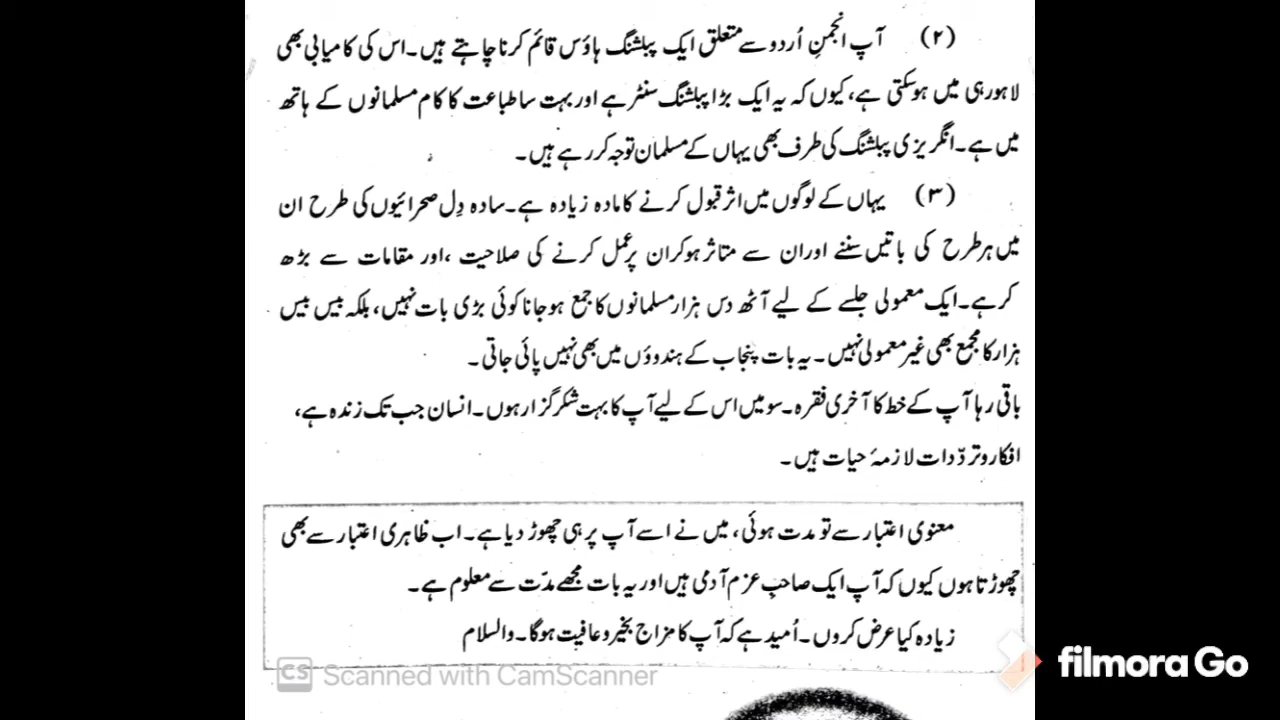 (۲) آپ انجمنِ اُردو سے متعلق ایک پبلشنگ ہاؤس قائم کرنا چاہتے ہیں۔ اس کی کامیابی بھی
لاہور ہی میں ہو سکتی ہے، کیوں کہ یہ ایک بڑا پبلشنگ سنٹر ہے اور بہت سا طباعت کا کام مسلمانوں کے ہاتھ
میں ہے۔ انگریزی پبلشنگ کی طرف بھی یہاں کے مسلمان توجہ کر رہے ہیں۔
(۳) یہاں کے لوگوں میں اثر قبول کرنے کا مادہ زیادہ ہے۔ سادہ دِل صحرائیوں کی طرح ان
میں ہر طرح کی باتیں سننے اور ان سے متاثر ہو کر ان پر عمل کرنے کی صلاحیت ،اور مقامات سے بڑھ
کر ہے۔ ایک معمولی جلسے کے لیے آٹھ دس ہزار مسلمانوں کا جمع ہو جانا کوئی بڑی بات نہیں، بلکہ بیس بیس
ہزار کا مجمع بھی غیر معمولی نہیں۔ یہ بات پنجاب کے ہندوؤں میں بھی نہیں پائی جاتی۔
باقی رہا آپ کے خط کا آخری فقرہ۔ سو میں اس کے لیے آپ کا بہت شکر گزار ہوں۔ انسان جب تک زندہ ہے،
افکار و تردّدات لازمۂ حیات ہیں۔
معنوی اعتبار سے تو مدت ہوئی، میں نے اسے آپ پر ہی چھوڑ دیا ہے۔ اب ظاہری اعتبار سے بھی
چھوڑتا ہوں کیوں کہ آپ ایک صاحبِ عزم آدمی ہیں اور یہ بات مجھے مدّت سے معلوم ہے۔
زیادہ کیا عرض کروں۔ اُمید ہے کہ آپ کا مزاج بخیر و عافیت ہوگا۔ والسلام
CS Scanned with CamScanner
filmora Go